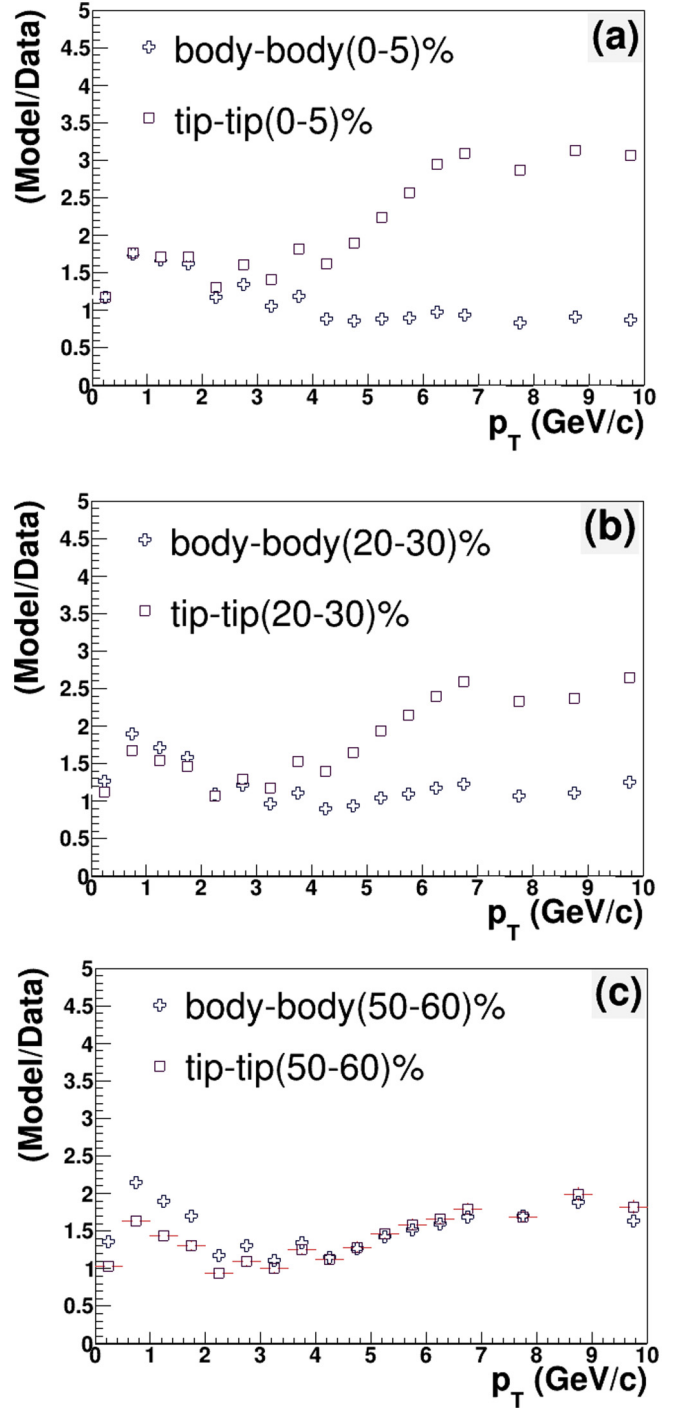 (a)
(Model/Data)
5
4.5
4
3.5
3
2.5
2
1.5
1
0.5
0
body-body(0-5)%
tip-tip(0-5)%
0 1 2 3 4 5 6 7 8 9 10
p_T (GeV/c)
(b)
(Model/Data)
5
4.5
4
3.5
3
2.5
2
1.5
1
0.5
0
body-body(20-30)%
tip-tip(20-30)%
0 1 2 3 4 5 6 7 8 9 10
p_T (GeV/c)
(c)
(Model/Data)
5
4.5
4
3.5
3
2.5
2
1.5
1
0.5
0
body-body(50-60)%
tip-tip(50-60)%
0 1 2 3 4 5 6 7 8 9 10
p_T (GeV/c)